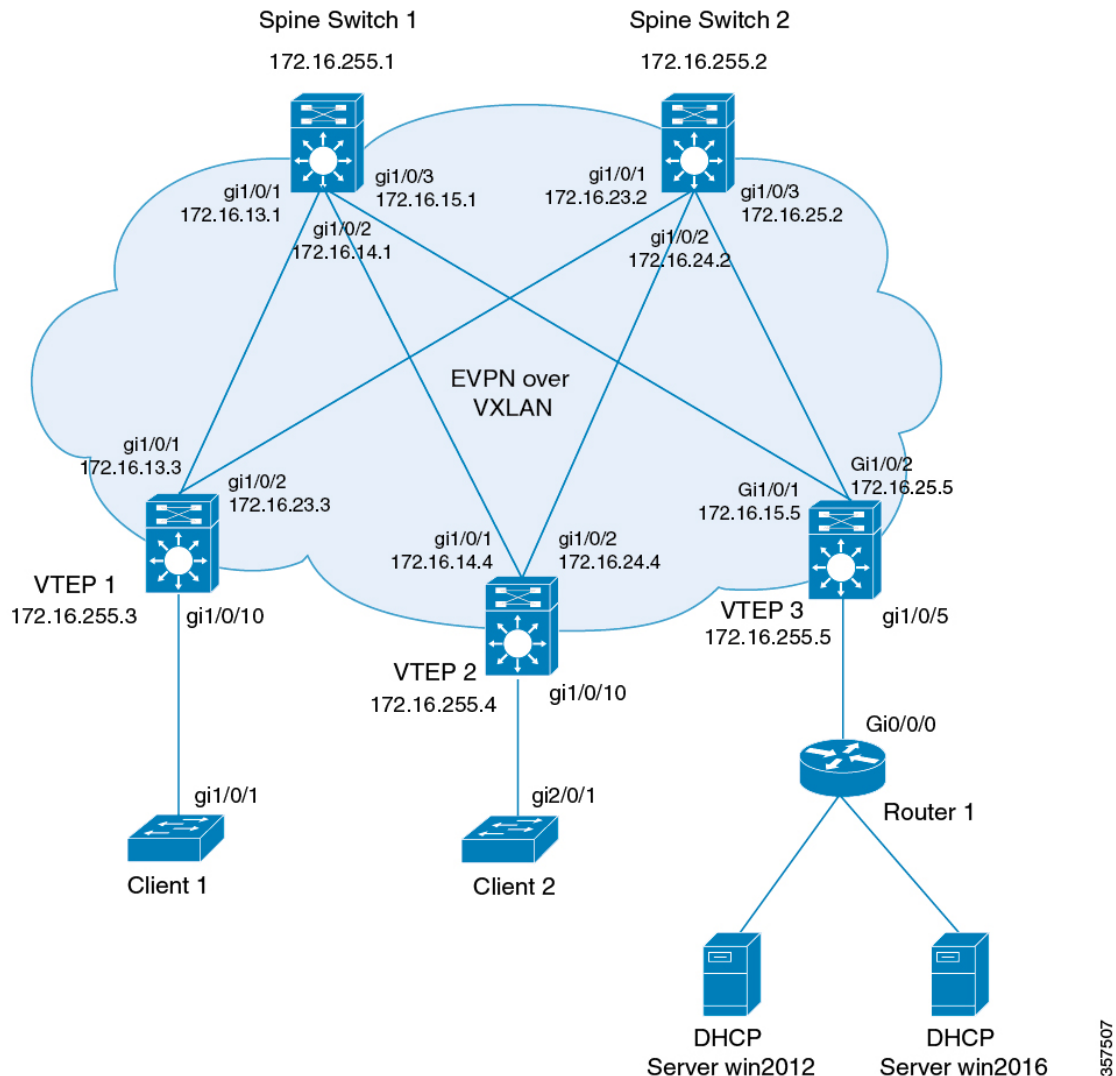 Spine Switch 1
172.16.255.1
Spine Switch 2
172.16.255.2
gi1/0/1
172.16.13.1
gi1/0/3
172.16.15.1
gi1/0/2
172.16.14.1
gi1/0/1
172.16.23.2
gi1/0/3
172.16.25.2
gi1/0/2
172.16.24.2
EVPN over
VXLAN
gi1/0/1
172.16.13.3
gi1/0/2
172.16.23.3
gi1/0/1
172.16.14.4
gi1/0/2
172.16.24.4
Gi1/0/1
172.16.15.5
Gi1/0/2
172.16.25.5
VTEP 1
172.16.255.3
gi1/0/10
VTEP 2
172.16.255.4
gi1/0/10
VTEP 3
172.16.255.5
gi1/0/5
Gi0/0/0
Router 1
gi1/0/1
Client 1
gi2/0/1
Client 2
DHCP
Server win2012
DHCP
Server win2016
357507